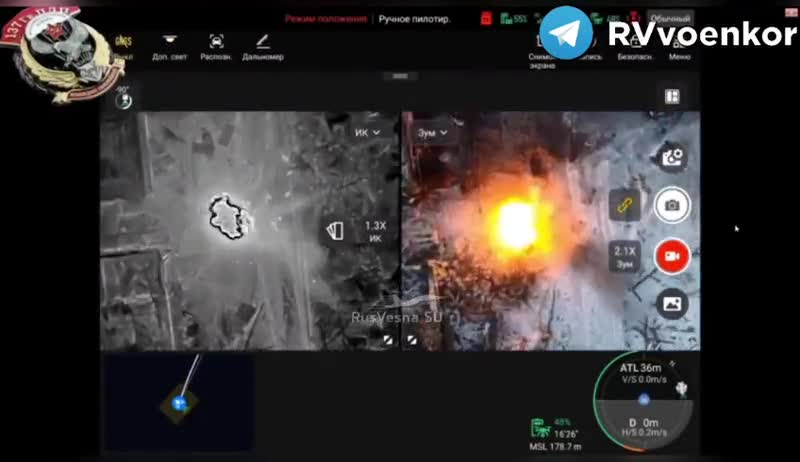 Режим положения | Ручное пилотир.
55%
68%
Обычный
RVvoenkor
Доп. свет
Распозн.
Дальномер
Снимок экрана
Безопасн.
Меню
-90°
ИК
Зум
1.3X
ИК
2.1X
Зум
RusVesna SU
N
ATL 36m
V/S 0.0m/s
D 0m
H/S 0.2m/s
48%
16'26"
MSL 178.7 m